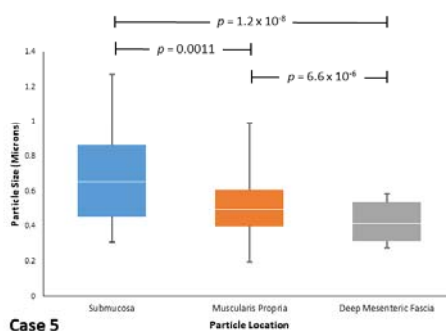 p = 1.2 x 10⁻⁸
p = 0.0011
p = 6.6 x 10⁻⁶
1.4
1.2
1
0.8
0.6
0.4
0.2
0
Particle Size (Microns)
Submucosa
Muscularis Propria
Deep Mesenteric Fascia
Case 5
Particle Location